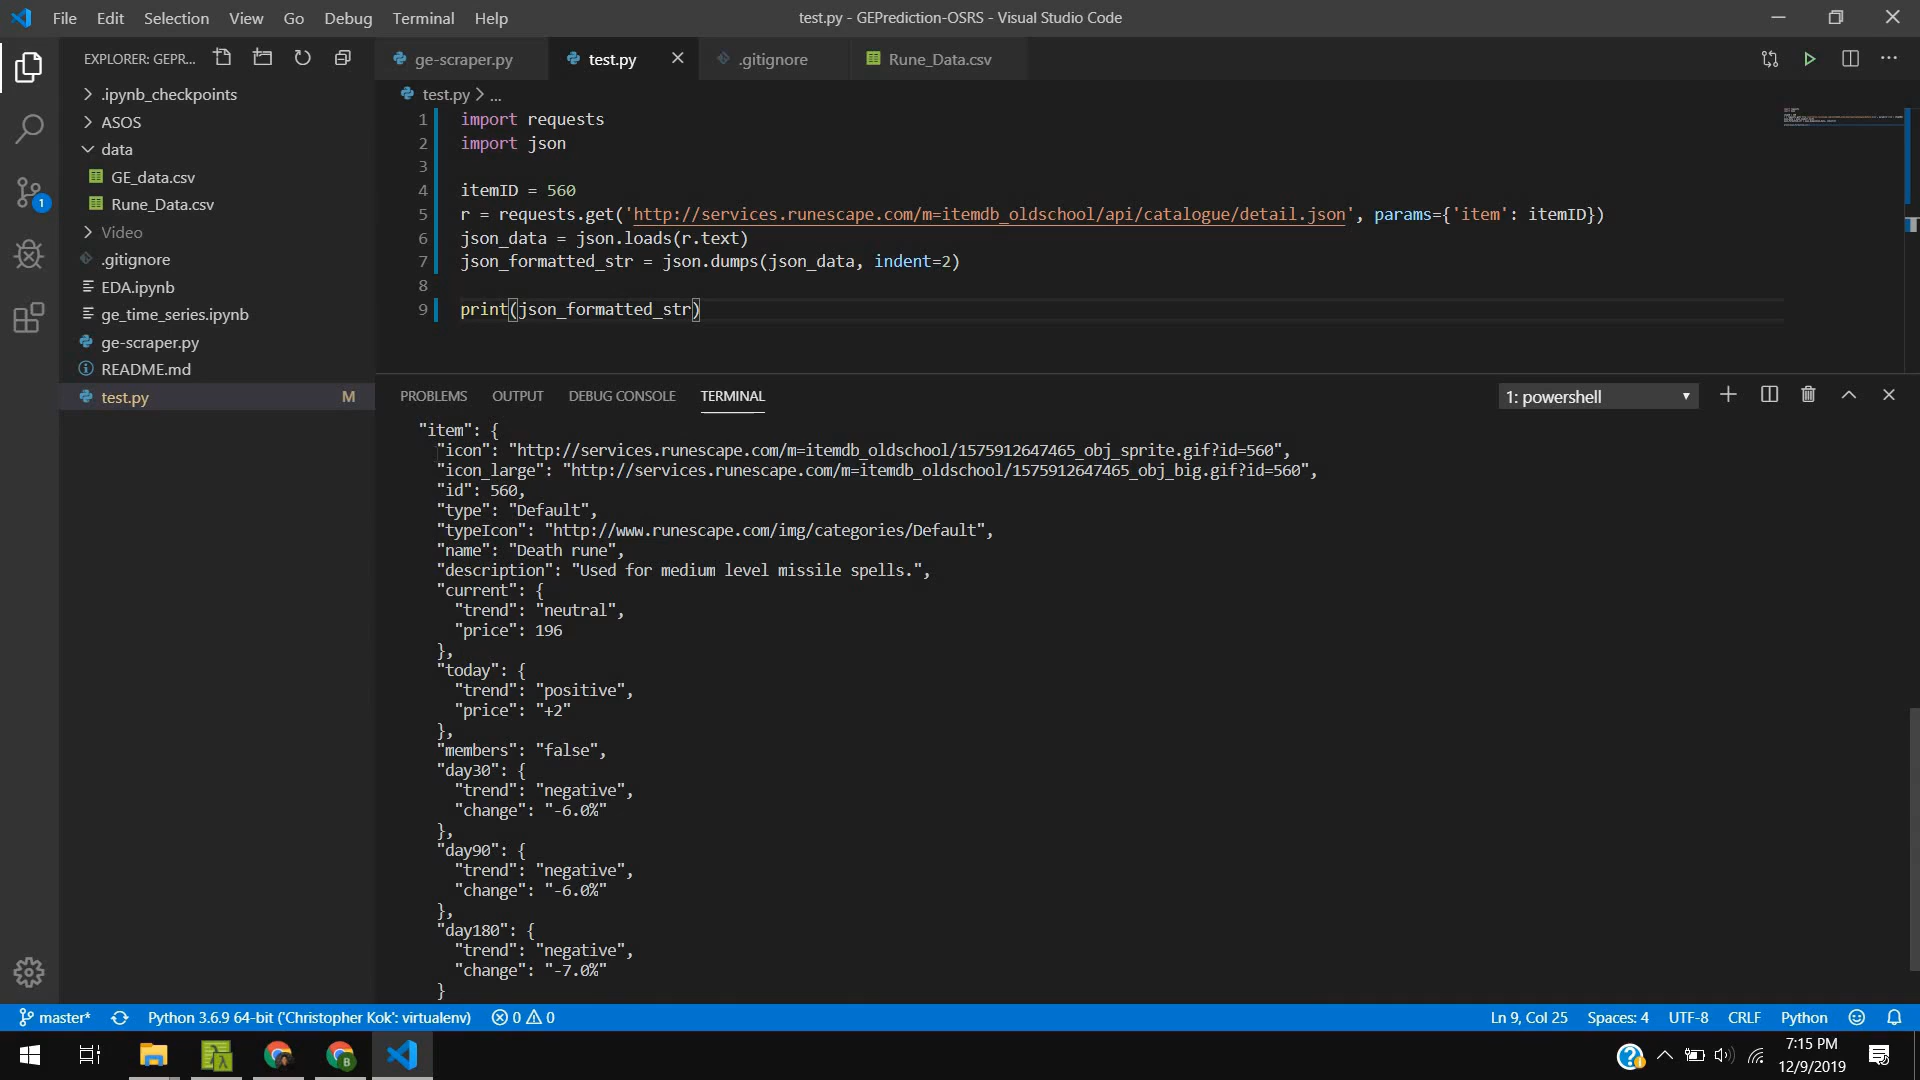 File Edit Selection View Go Debug Terminal Help
test.py - GEPrediction-OSRS - Visual Studio Code
EXPLORER: GEPR...
ge-scraper.py
test.py
.gitignore
Rune_Data.csv
.ipynb_checkpoints
ASOS
data
GE_data.csv
Rune_Data.csv
Video
.gitignore
EDA.ipynb
ge_time_series.ipynb
ge-scraper.py
README.md
test.py M
1
test.py > ...
1 import requests
2 import json
3
4 itemID = 560
5 r = requests.get('http://services.runescape.com/m=itemdb_oldschool/api/catalogue/detail.json', params={'item': itemID})
6 json_data = json.loads(r.text)
7 json_formatted_str = json.dumps(json_data, indent=2)
8
9 print(json_formatted_str)
PROBLEMS OUTPUT DEBUG CONSOLE TERMINAL
1: powershell
"item": {
"icon": "http://services.runescape.com/m=itemdb_oldschool/1575912647465_obj_sprite.gif?id=560",
"icon_large": "http://services.runescape.com/m=itemdb_oldschool/1575912647465_obj_big.gif?id=560",
"id": 560,
"type": "Default",
"typeIcon": "http://www.runescape.com/img/categories/Default",
"name": "Death rune",
"description": "Used for medium level missile spells.",
"current": {
"trend": "neutral",
"price": 196
},
"today": {
"trend": "positive",
"price": "+2"
},
"members": "false",
"day30": {
"trend": "negative",
"change": "-6.0%"
},
"day90": {
"trend": "negative",
"change": "-6.0%"
},
"day180": {
"trend": "negative",
"change": "-7.0%"
}
master* Python 3.6.9 64-bit ('Christopher Kok': virtualenv) 0 0
Ln 9, Col 25 Spaces: 4 UTF-8 CRLF Python
7:15 PM
12/9/2019